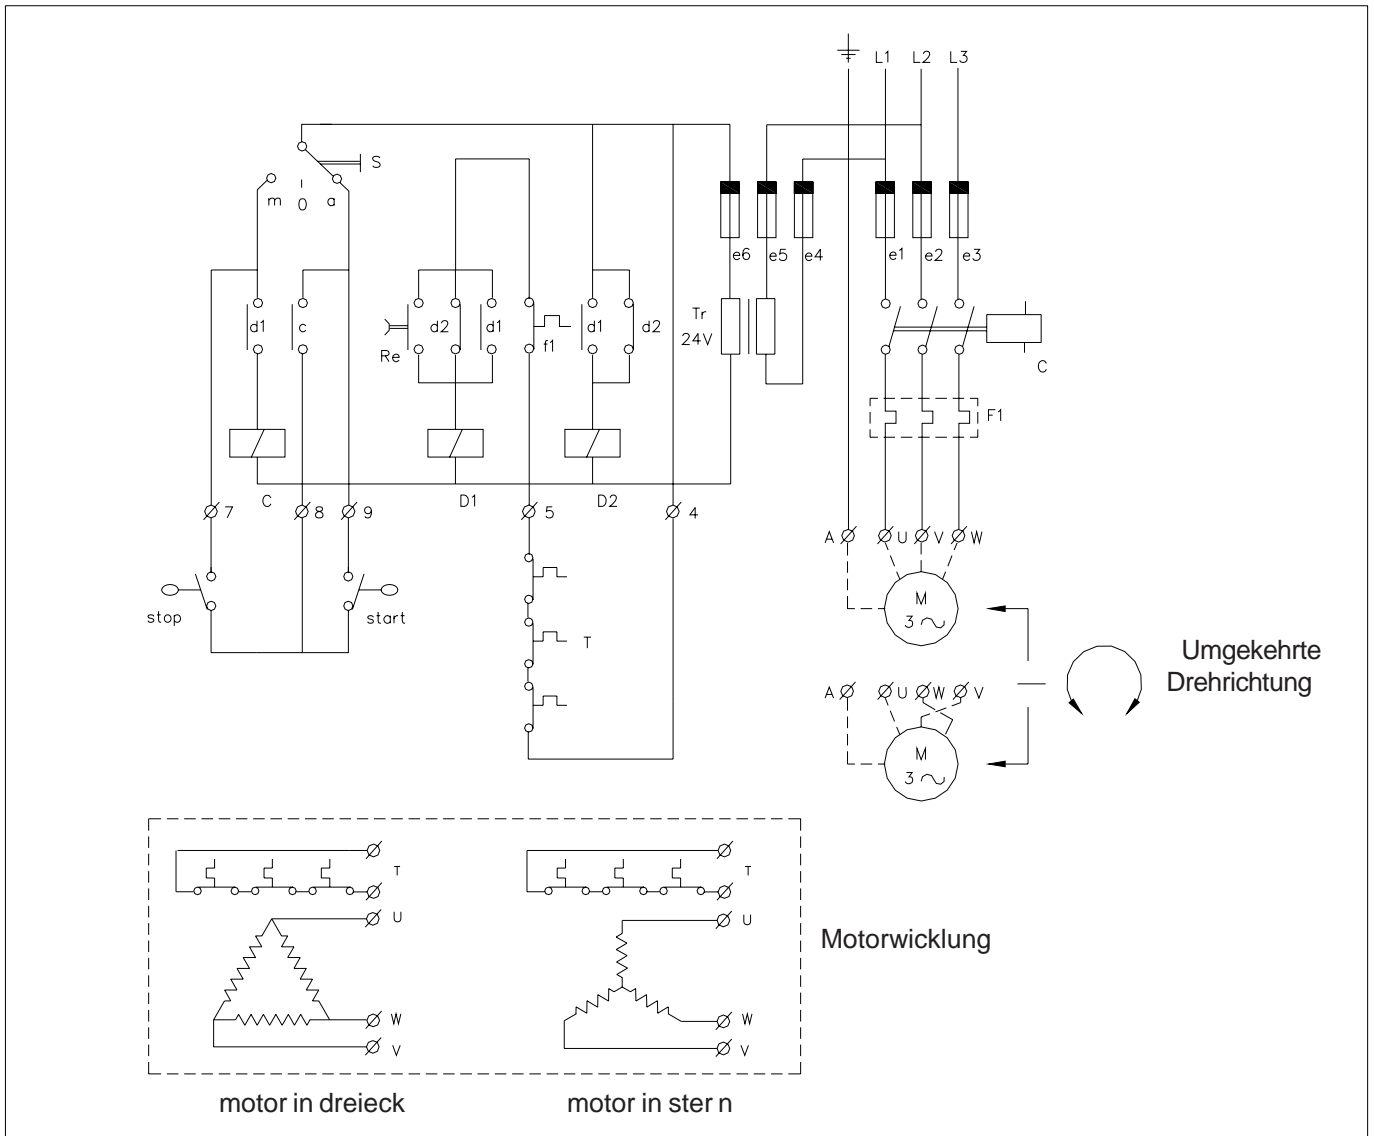 L1 L2 L3
S
m 0 a
e6 e5 e4 e1 e2 e3
d1 c d2 d1 d1 d2
Re f1
Tr
24V
C
F1
C D1 D2
7 8 9 5 4
A U V W
stop start
T
M
3
Umgekehrte
Drehrichtung
A U W V
M
3
T T
U U
Motorwicklung
W W
V V
motor in dreieck motor in ster n